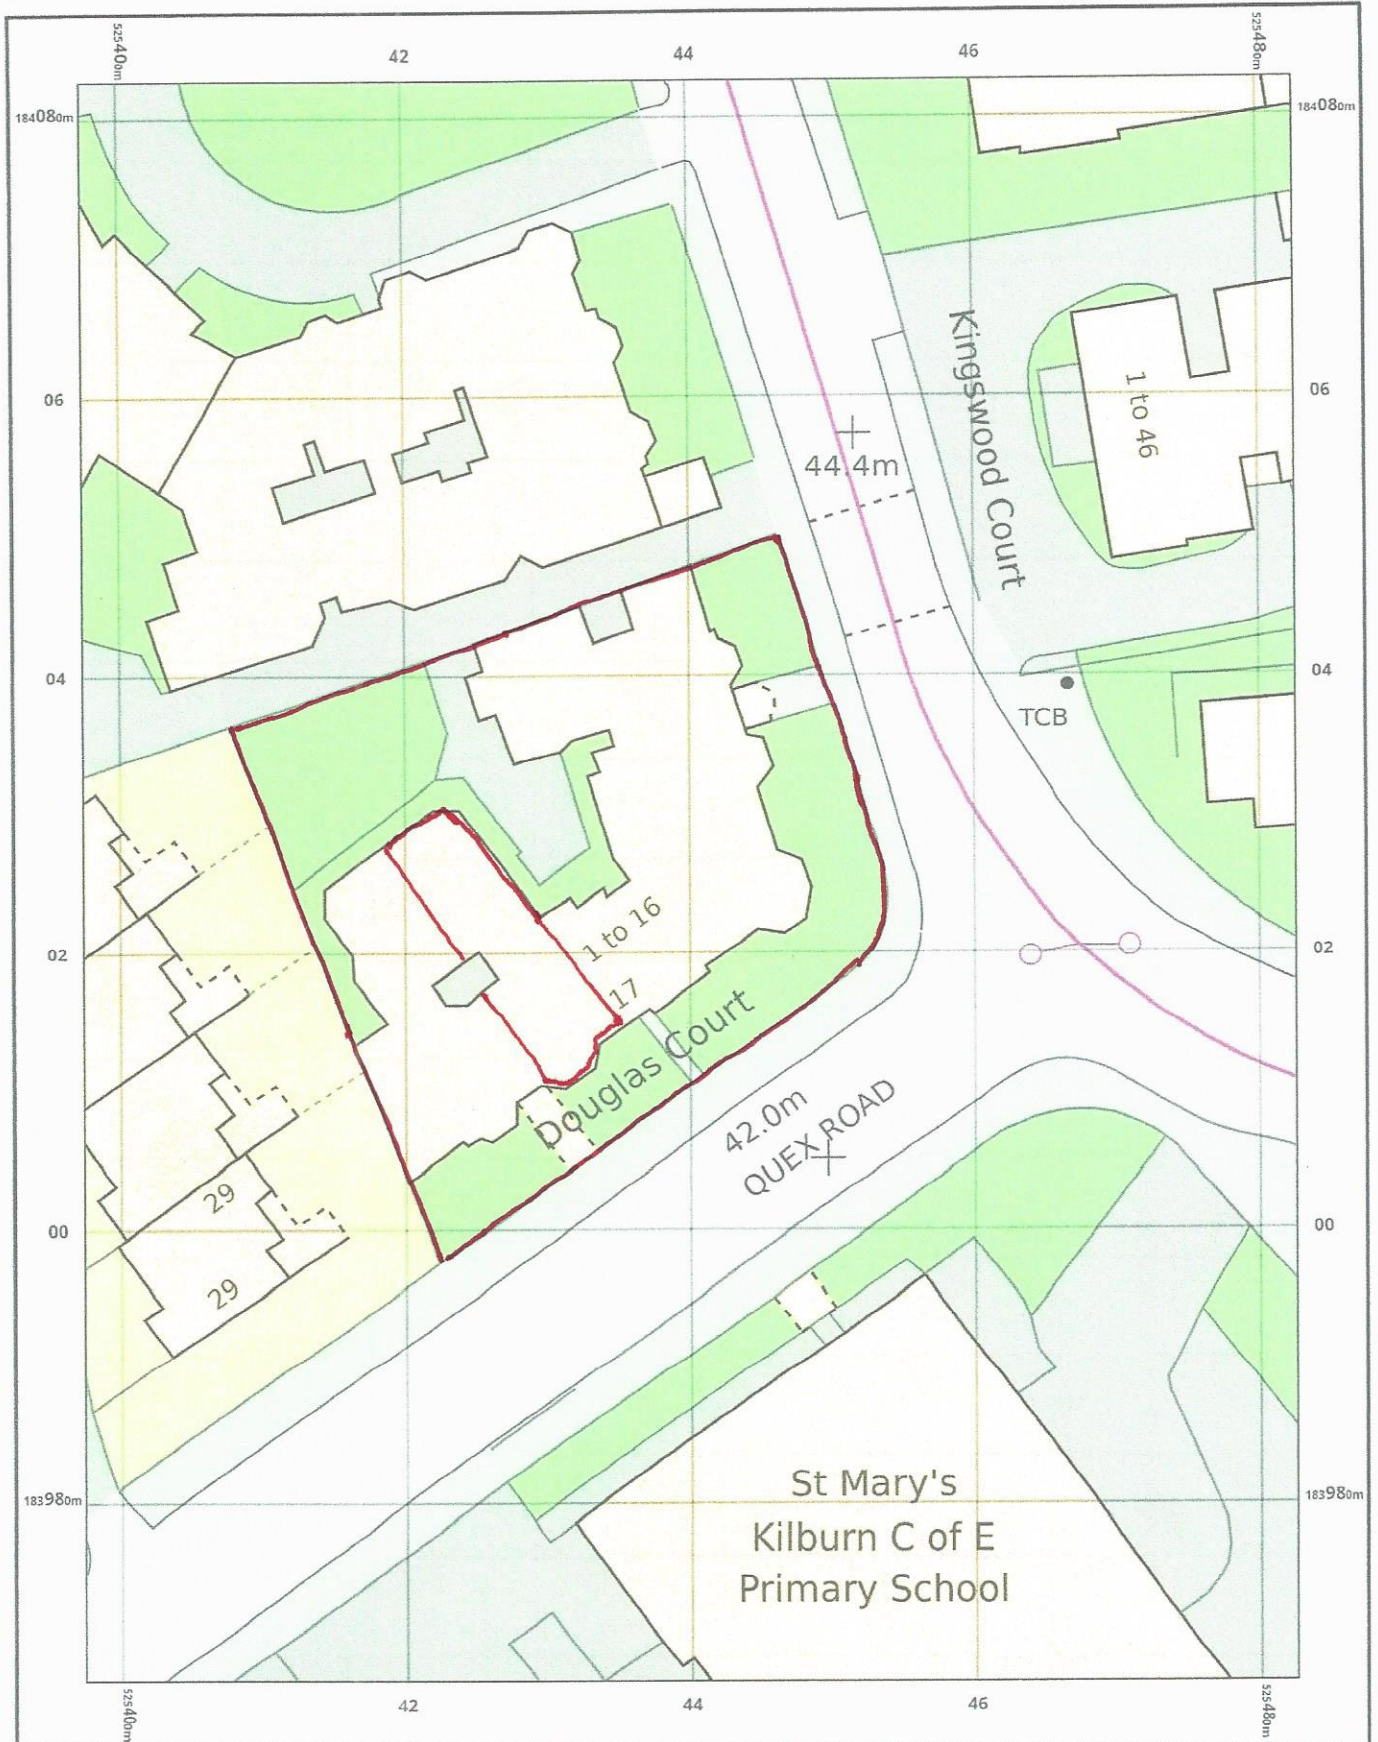 525400m
42
44
46
525480m
184080m
184080m
Kingswood Court
1 to 46
06
06
44.4m
04
04
TCB
1 to 16
02
02
17
Douglas Court
42.0m
QUEX ROAD
29
00
00
29
183980m
183980m
St Mary's
Kilburn C of E
Primary School
52540m
42
44
46
52548m